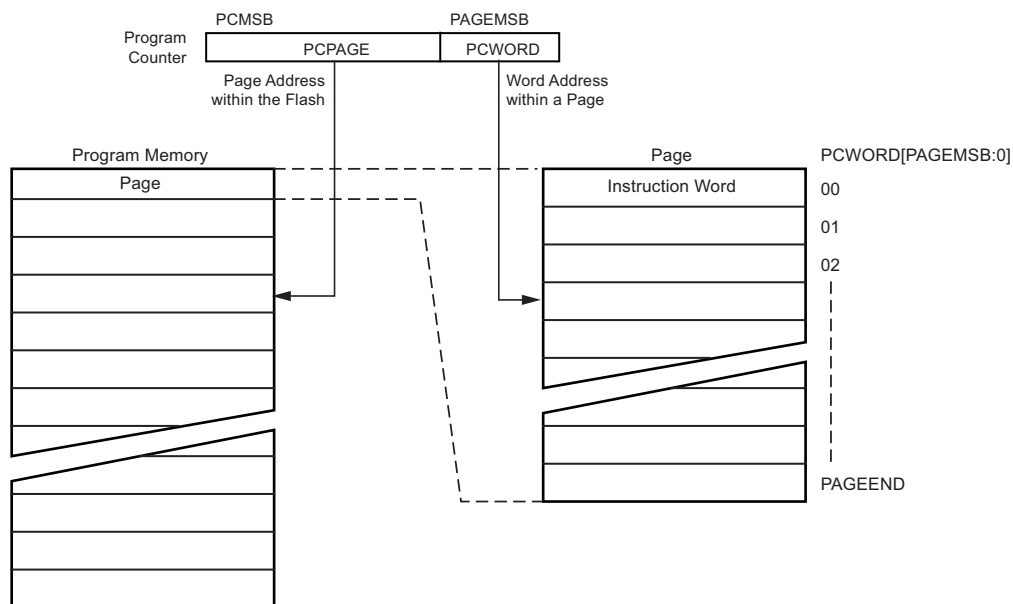 PCMSB PAGEMSB
Program
Counter
PCPAGE PCWORD
Page Address
within the Flash
Word Address
within a Page
Program Memory
Page
Page PCWORD[PAGEMSB:0]
Instruction Word 00
01
02
PAGEEND